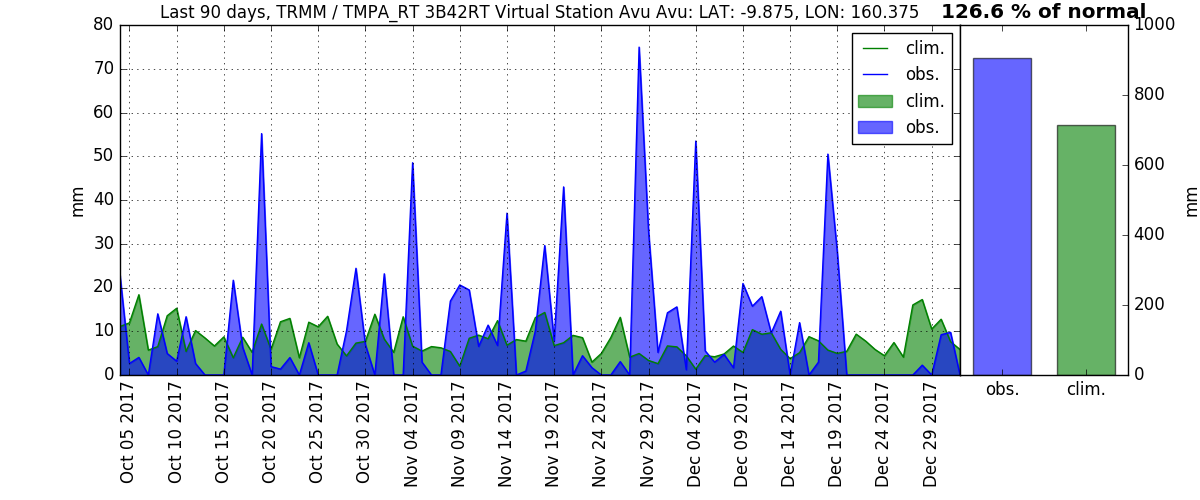 Last 90 days, TRMM / TMPA_RT 3B42RT Virtual Station Avu Avu: LAT: -9.875, LON: 160.375
126.6 % of normal
80
70
60
50
40
30
20
10
0
mm
clim.
obs.
clim.
obs.
1000
800
600
400
200
0
mm
Oct 05 2017
Oct 10 2017
Oct 15 2017
Oct 20 2017
Oct 25 2017
Oct 30 2017
Nov 04 2017
Nov 09 2017
Nov 14 2017
Nov 19 2017
Nov 24 2017
Nov 29 2017
Dec 04 2017
Dec 09 2017
Dec 14 2017
Dec 19 2017
Dec 24 2017
Dec 29 2017
obs.
clim.